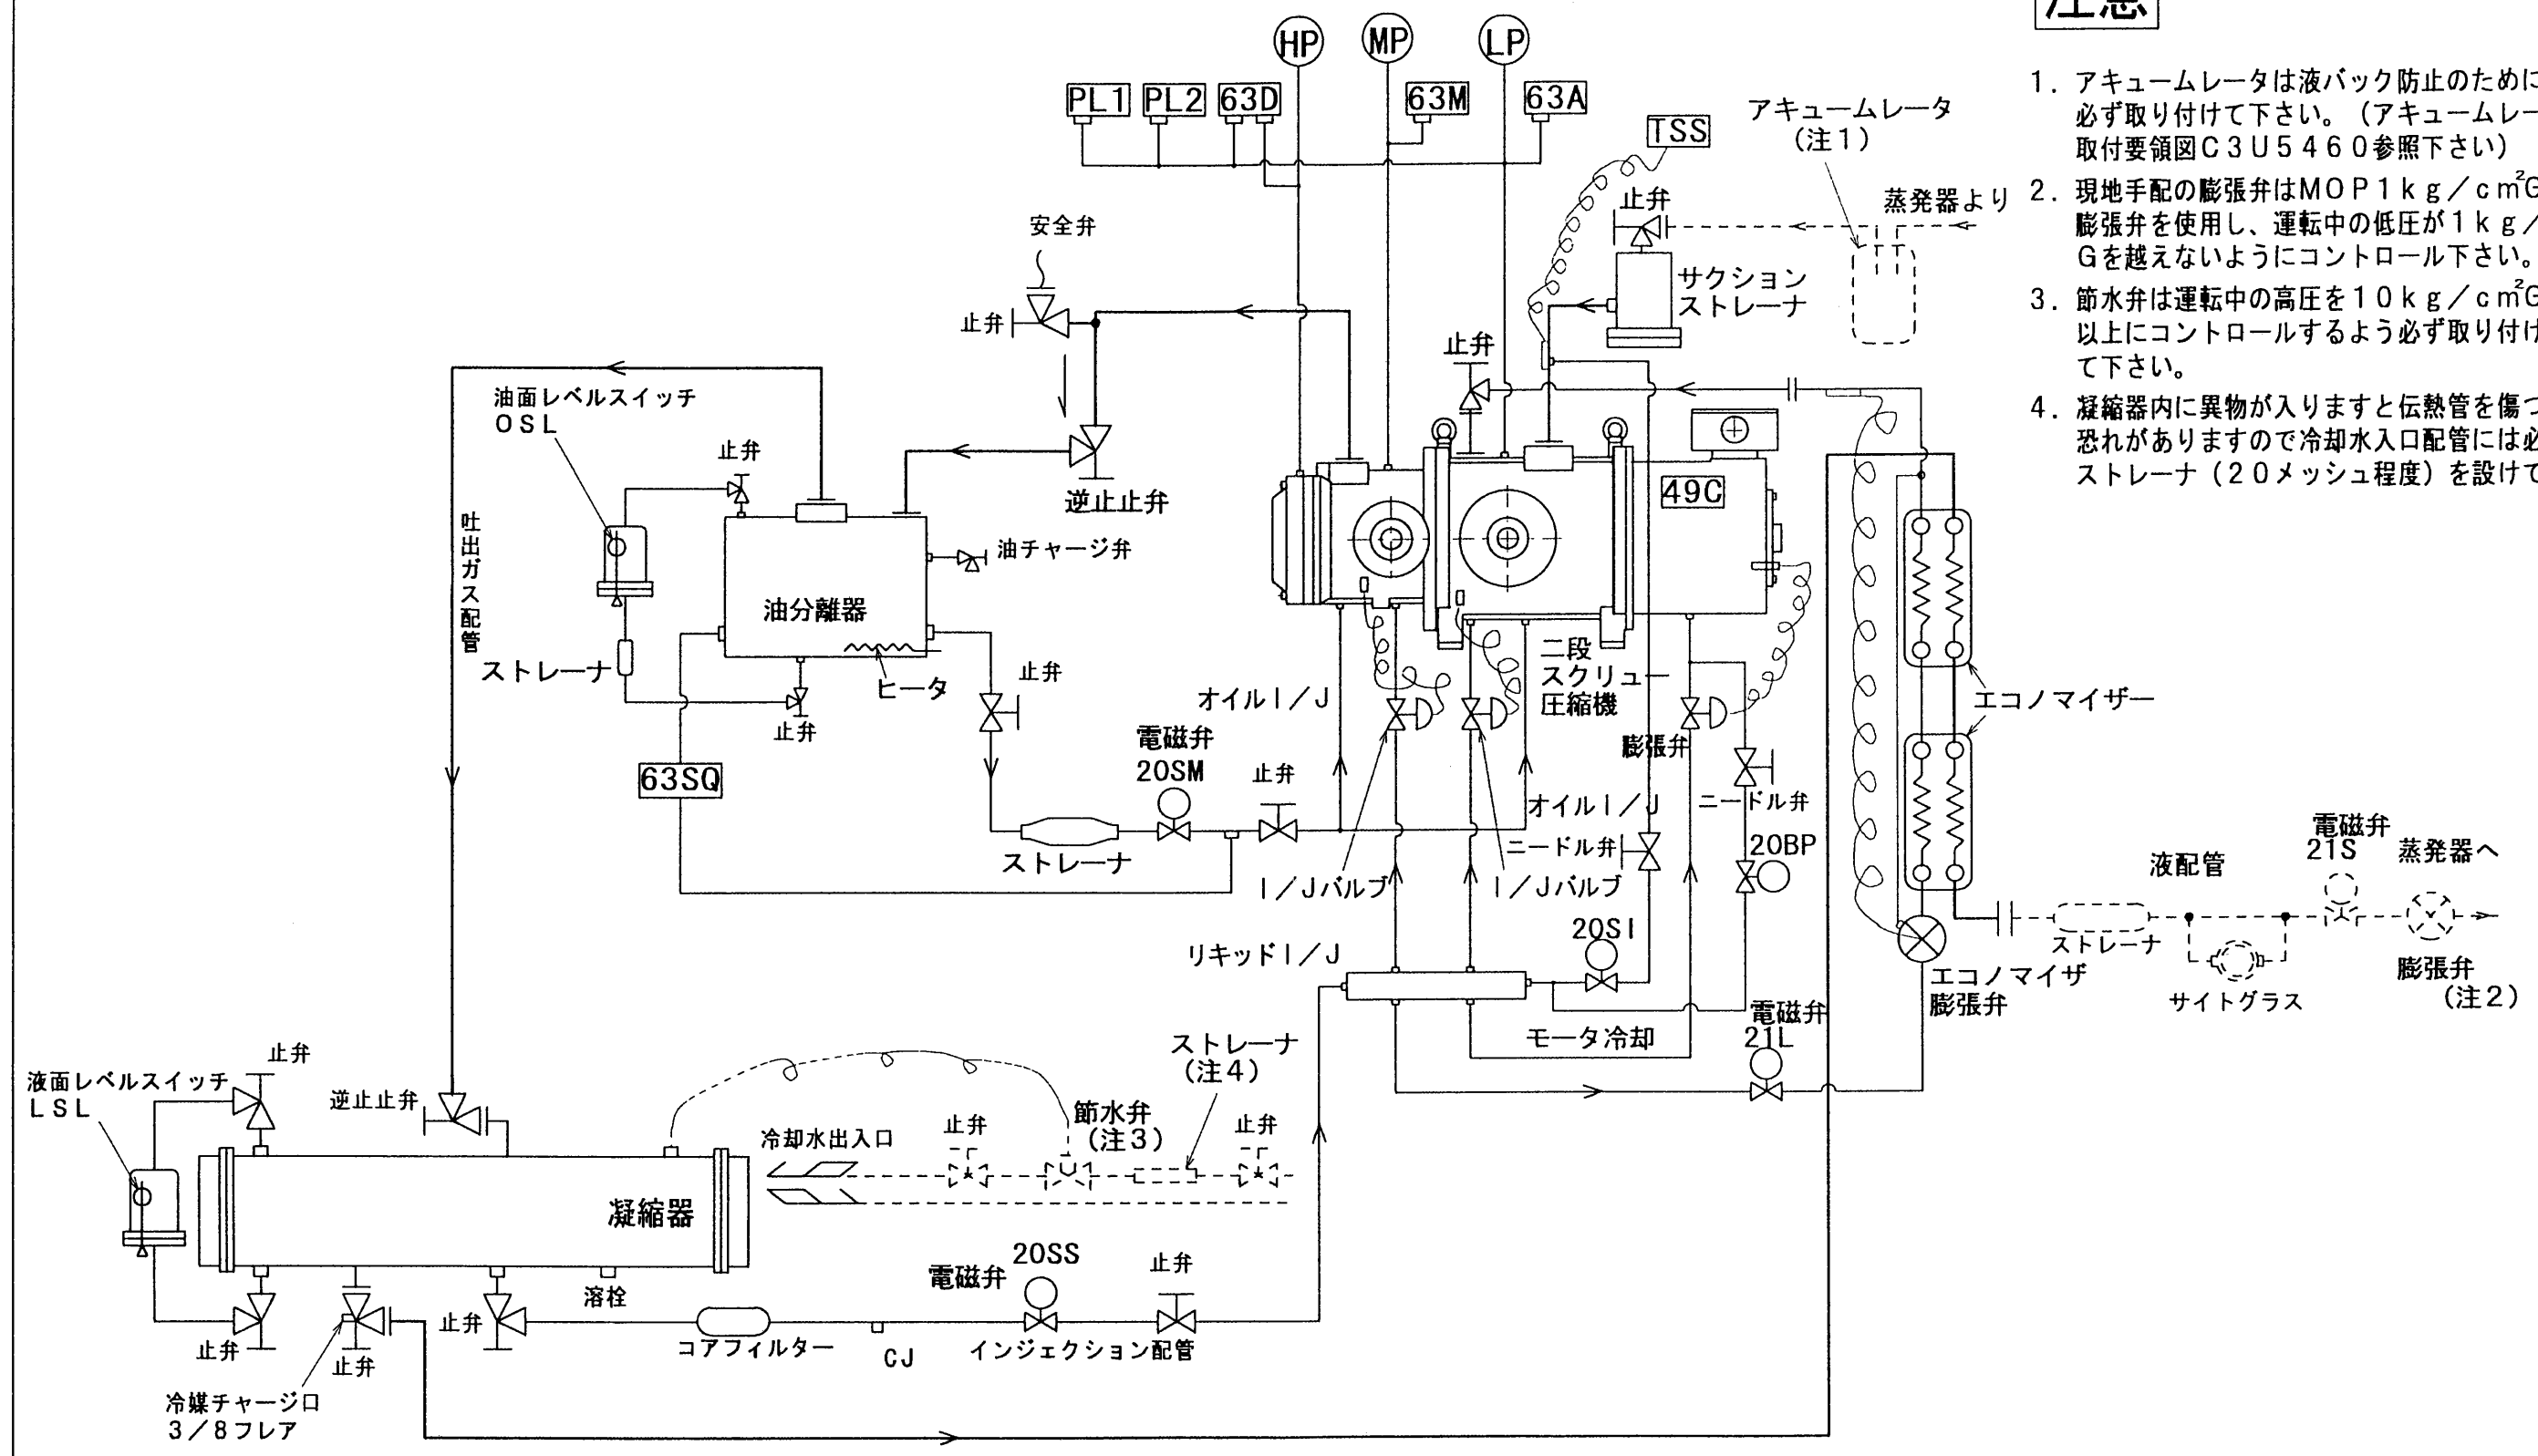 注意
1. アキュームレータは液バック防止のために
必ず取り付けて下さい。(アキュームレー
取付要領図C3U5460参照下さい)
2. 現地手配の膨張弁はMOP1kg/cm²G
膨張弁を使用し、運転中の低圧が1kg/
Gを越えないようにコントロール下さい。
3. 節水弁は運転中の高圧を10kg/cm²G
以上にコントロールするよう必ず取り付け
て下さい。
4. 凝縮器内に異物が入りますと伝熱管を傷つ
恐れがありますので冷却水入口配管には必
ストレーナ(20メッシュ程度)を設けて
HP
MP
LP
PL1
PL2
63D
63M
63A
TSS
アキュームレータ
(注1)
蒸発器より
止弁
サクション
ストレーナ
安全弁
止弁
逆止止弁
止弁
油面レベルスイッチ
OSL
止弁
吐出ガス配管
油チャージ弁
油分離器
ヒータ
ストレーナ
止弁
止弁
63SQ
49C
二段
スクリュー
圧縮機
オイルI/J
電磁弁
20SM
止弁
ストレーナ
オイルI/J
膨張弁
ニードル弁
ニードル弁
20BP
I/Jバルブ
I/Jバルブ
20SI
リキッドI/J
モータ冷却
電磁弁
21L
エコノマイザー
エコノマイザ
膨張弁
ストレーナ
液配管
サイトグラス
電磁弁
21S
蒸発器へ
膨張弁
(注2)
液面レベルスイッチ
LSL
止弁
逆止止弁
冷却水出入口
止弁
節水弁
(注3)
ストレーナ
(注4)
止弁
凝縮器
溶栓
止弁
止弁
止弁
冷媒チャージ口
3/8フレア
コアフィルター
CJ
電磁弁
20SS
インジェクション配管
止弁